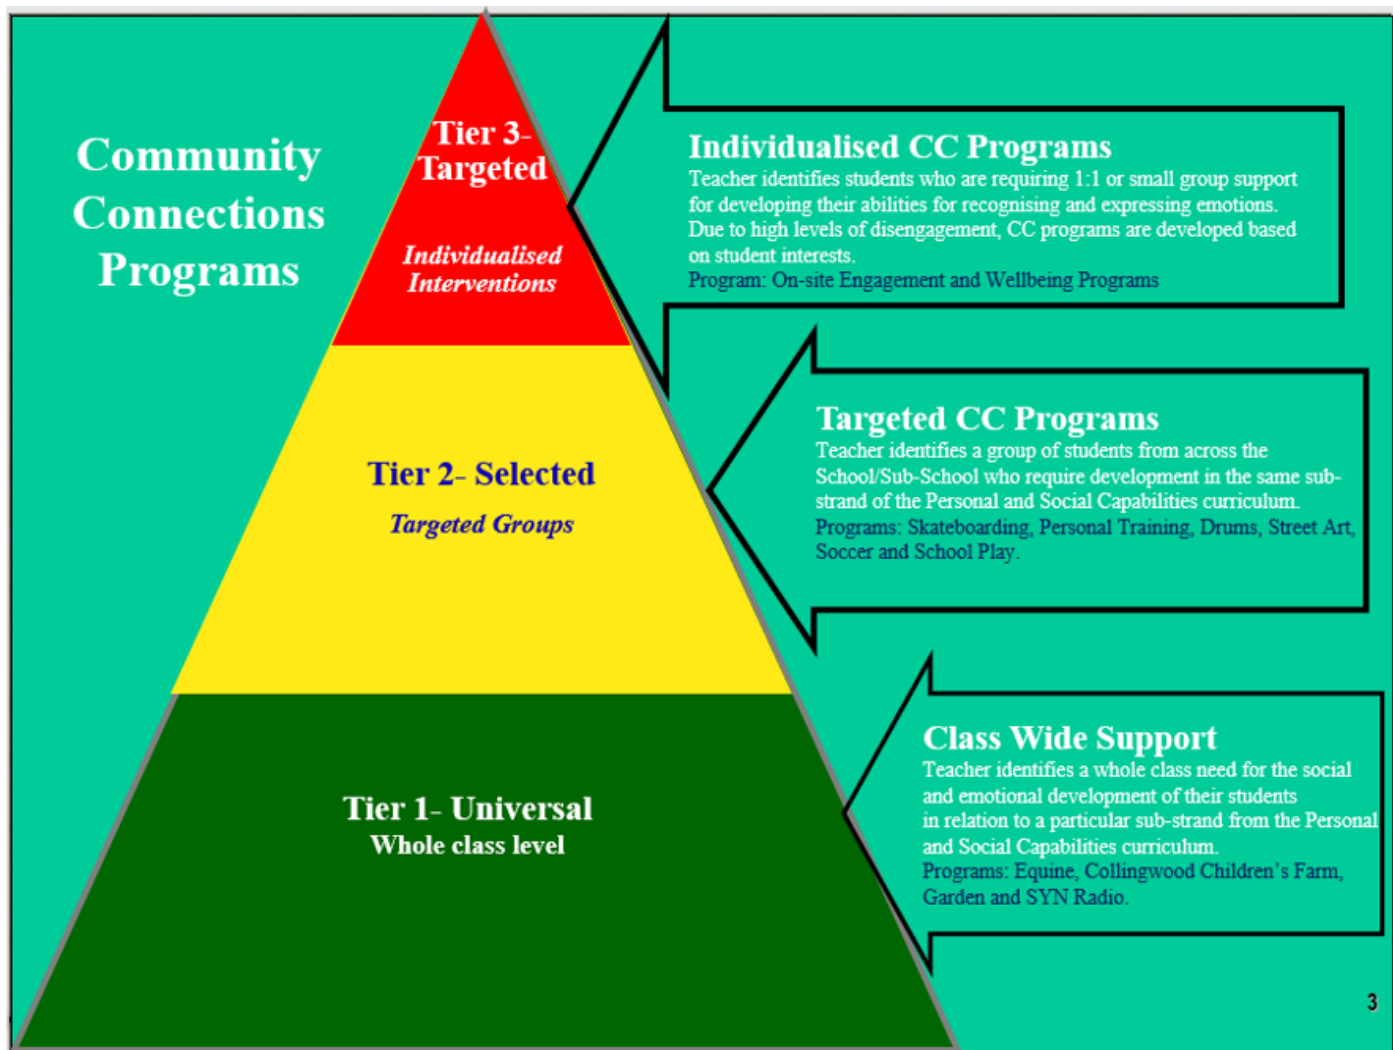 Community
Connections
Programs
Tier 3-
Targeted
Individualised
Interventions
Individualised CC Programs
Teacher identifies students who are requiring 1:1 or small group support
for developing their abilities for recognising and expressing emotions.
Due to high levels of disengagement, CC programs are developed based
on student interests.
Program: On-site Engagement and Wellbeing Programs
Tier 2- Selected
Targeted Groups
Targeted CC Programs
Teacher identifies a group of students from across the
School/Sub-School who require development in the same sub-
strand of the Personal and Social Capabilities curriculum.
Programs: Skateboarding, Personal Training, Drums, Street Art,
Soccer and School Play.
Tier 1- Universal
Whole class level
Class Wide Support
Teacher identifies a whole class need for the social
and emotional development of their students
in relation to a particular sub-strand from the Personal
and Social Capabilities curriculum.
Programs: Equine, Collingwood Children’s Farm,
Garden and SYN Radio.
3